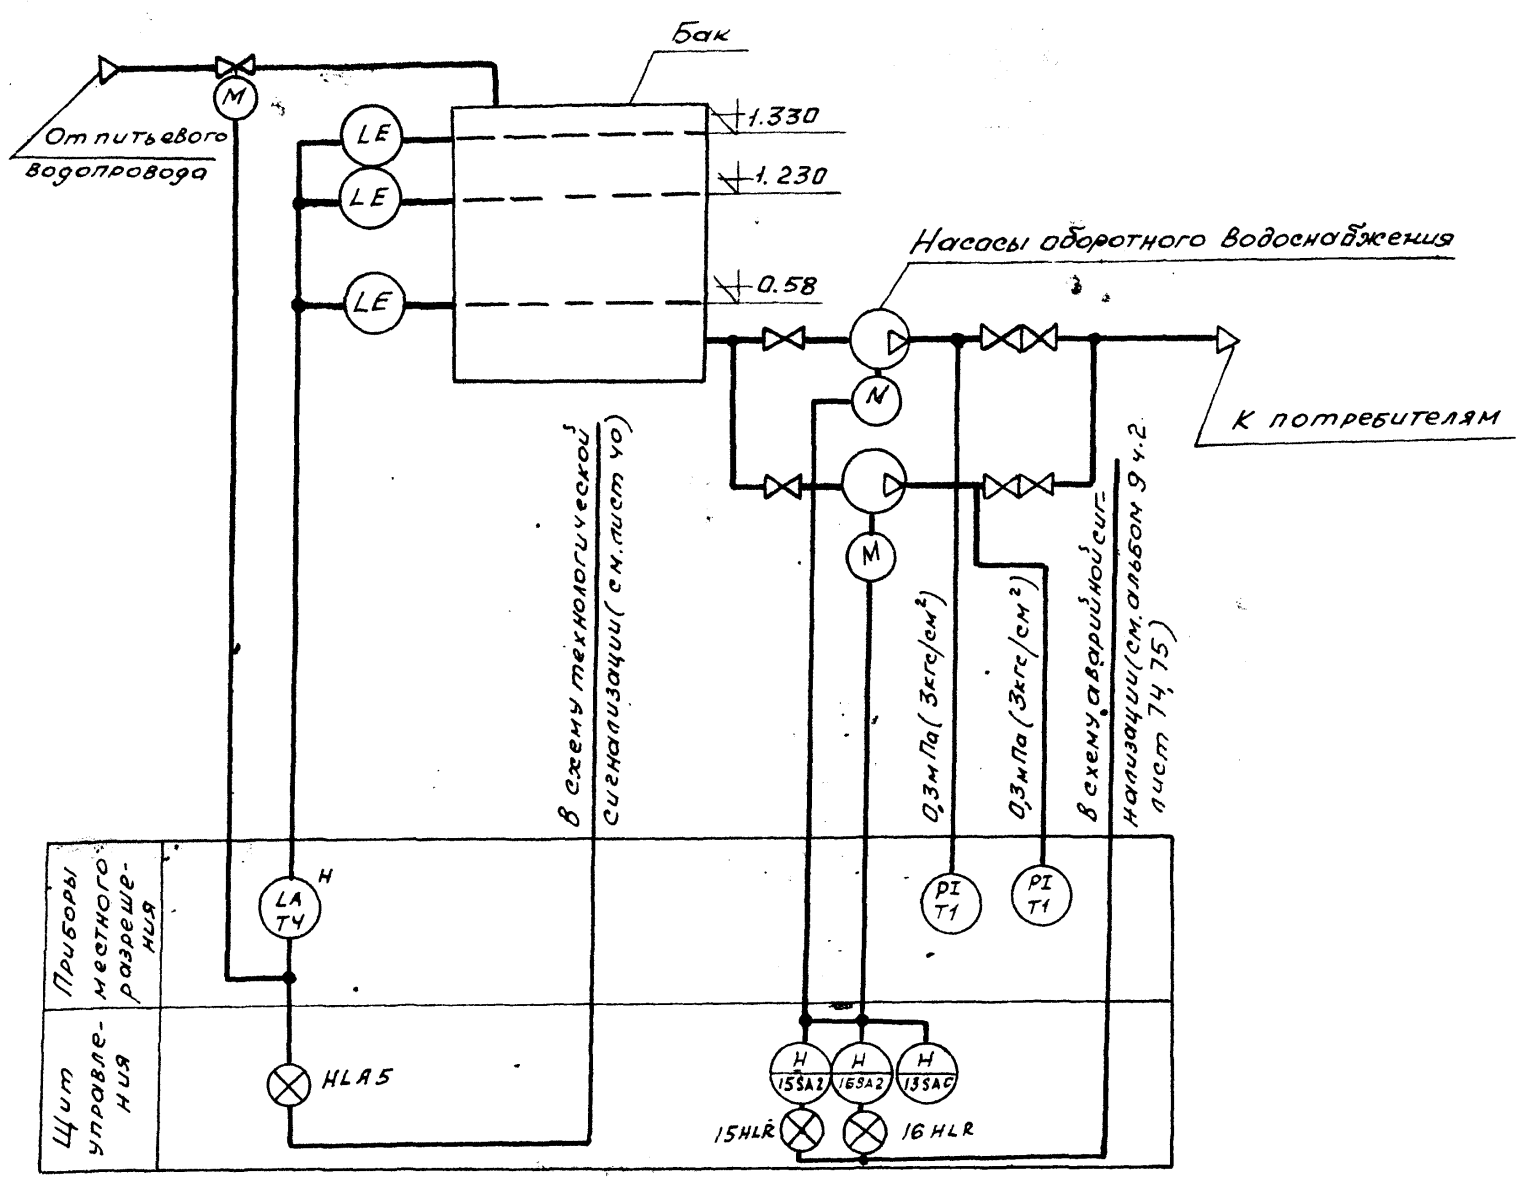 Бак
М
От питьевого
водопровода
LE
LE
LE
1.330
1.230
0.58
Насосы оборотного водоснабжения
N
М
К потребителям
в схему технологической
сигнализации(см.лист 40)
0,3мПа(3кгс/см²)
0,3мПа(3кгс/см²)
в схему аварийной сиг-
нализации(см.альбом 9 ч.2
лист 74,75)
Приборы
местного
разреше-
ния
LA
T4
H
PI
T1
PI
T1
Щит
управле-
ния
HLA5
H
15SA2
H
16SA2
H
13SAC
15HLR
16HLR